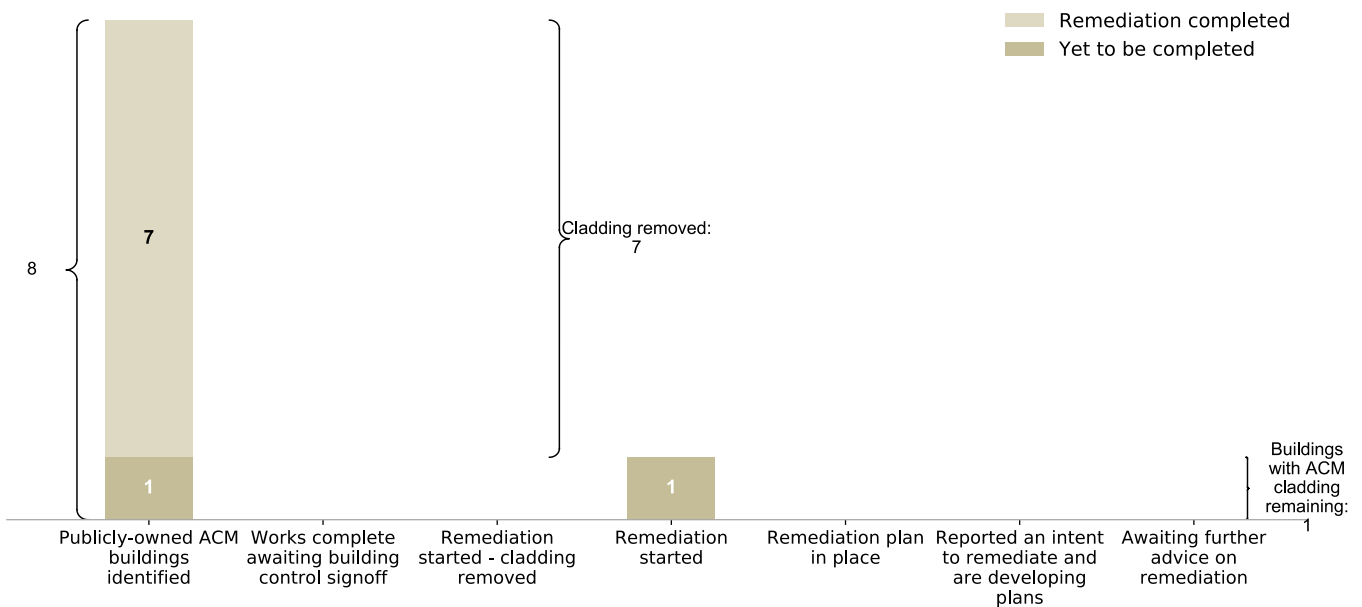 Remediation completed
Yet to be completed
7
8
Cladding removed:
7
1
1
Buildings
with ACM
cladding
remaining:
1
Publicly-owned ACM
buildings
identified
Works complete
awaiting building
control signoff
Remediation
started - cladding
removed
Remediation
started
Remediation plan
in place
Reported an intent
to remediate and
are developing
plans
Awaiting further
advice on
remediation